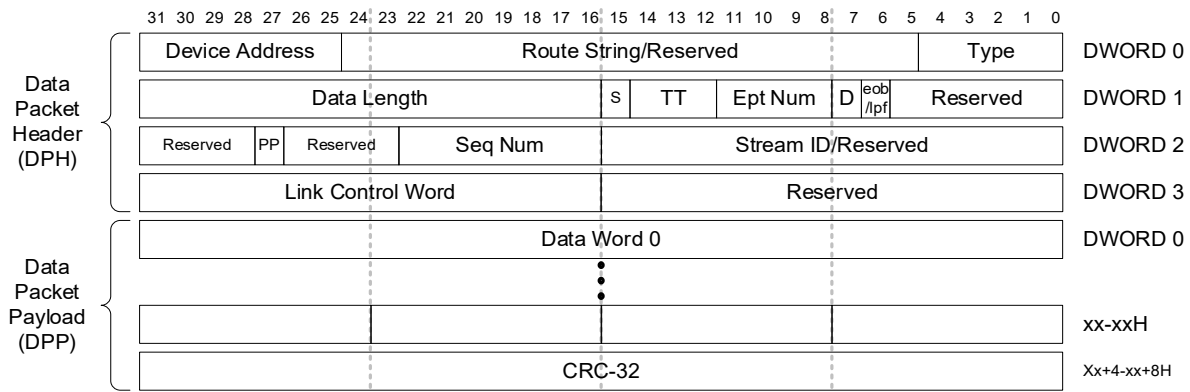 31 30 29 28 27 26 25 24 23 22 21 20 19 18 17 16 15 14 13 12 11 10 9 8 7 6 5 4 3 2 1 0
Device Address Route String/Reserved Type DWORD 0
Data Length S TT Ept Num D eob/lpf Reserved DWORD 1
Reserved PP Reserved Seq Num Stream ID/Reserved DWORD 2
Link Control Word Reserved DWORD 3
Data
Packet
Header
(DPH)
Data Word 0 DWORD 0
xx-xxH
CRC-32 Xx+4-xx+8H
Data
Packet
Payload
(DPP)